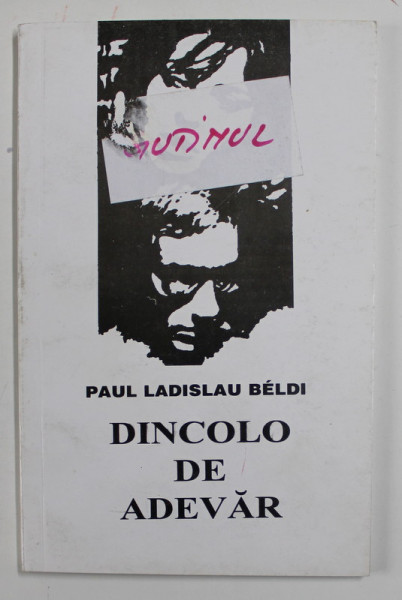 PAUL LADISLAU BÉLDI
DINCOLO
DE
ADEVĂR